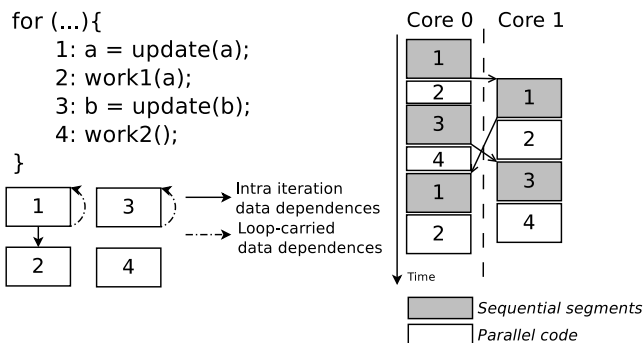 for (...){
1: a = update(a);
2: work1(a);
3: b = update(b);
4: work2();
}
1
3
2
4
Intra iteration
data dependences
Loop-carried
data dependences
Core 0
Core 1
1
2
3
4
1
2
1
2
3
4
Time
Sequential segments
Parallel code